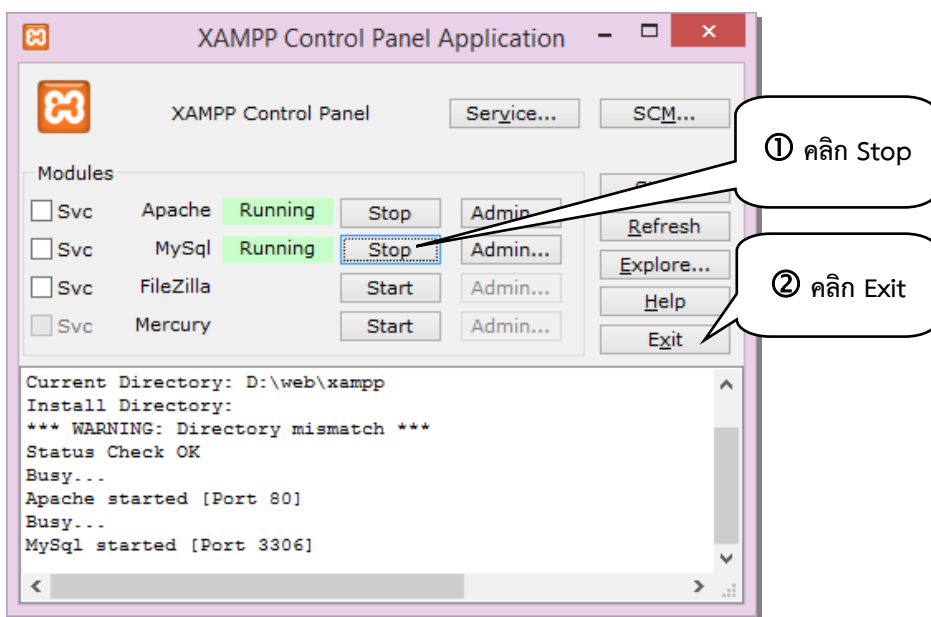 XAMPP Control Panel Application
XAMPP Control Panel
Service...
SCM...
① คลิก Stop
Modules
Svc Apache Running Stop Admin...
Refresh
Svc MySql Running Stop Admin...
Explore...
② คลิก Exit
Svc FileZilla Start Admin...
Help
Svc Mercury Start Admin...
Exit
Current Directory: D:\web\xampp
Install Directory:
*** WARNING: Directory mismatch ***
Status Check OK
Busy...
Apache started [Port 80]
Busy...
MySql started [Port 3306]